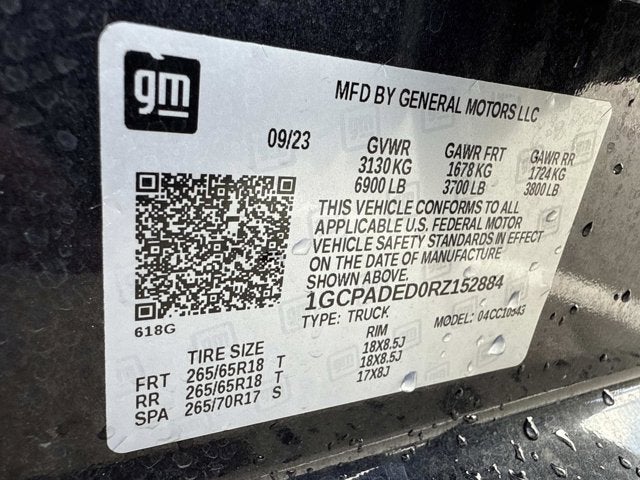 gm
MFD BY GENERAL MOTORS LLC
09/23 GVWR GAWR FRT GAWR RR
3130 KG 1678 KG 1724 KG
6900 LB 3700 LB 3800 LB
THIS VEHICLE CONFORMS TO ALL
APPLICABLE U.S. FEDERAL MOTOR
VEHICLE SAFETY STANDARDS IN EFFECT
ON THE DATE OF MANUFACTURE
SHOWN ABOVE.
1GCPADED0RZ152884
TYPE: TRUCK MODEL: 04CC10543
618G
TIRE SIZE RIM
FRT 265/65R18 T 18X8.5J
RR 265/65R18 T 18X8.5J
SPA 265/70R17 S 17X8J